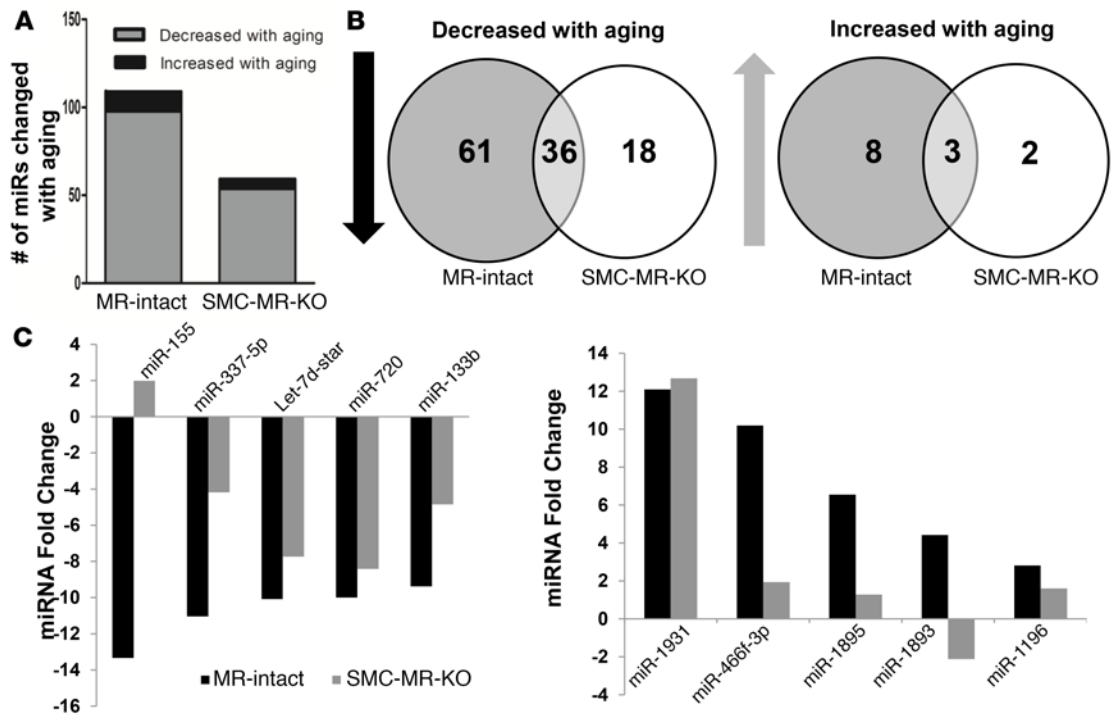 A
# of miRs changed
with aging
150
100
50
0
Decreased with aging
Increased with aging
MR-intact
SMC-MR-KO
B
Decreased with aging
61
36
18
MR-intact
SMC-MR-KO
Increased with aging
8
3
2
MR-intact
SMC-MR-KO
C
miRNA Fold Change
4
2
0
-2
-4
-6
-8
-10
-12
-14
-16
miR-155
miR-337-5p
Let-7d-star
miR-720
miR-133b
MR-intact
SMC-MR-KO
miRNA Fold Change
14
12
10
8
6
4
2
0
-2
-4
miR-1931
miR-466f-3p
miR-1895
miR-1893
miR-1196